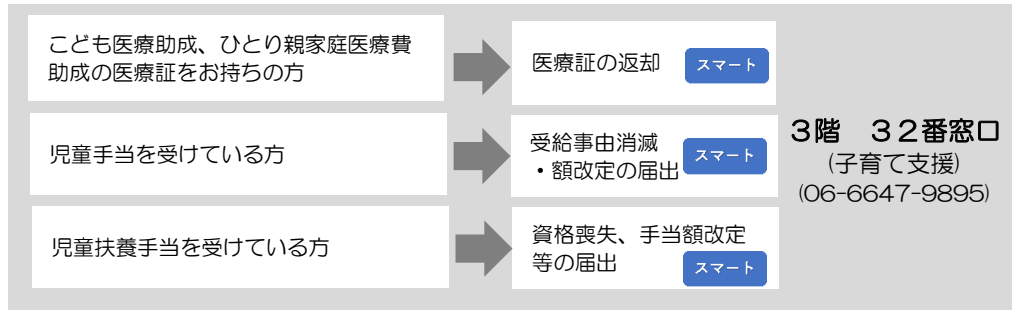 こども医療助成、ひとり親家庭医療費
助成の医療証をお持ちの方
医療証の返却
スマート
児童手当を受けている方
受給事由消滅
・額改定の届出
スマート
児童扶養手当を受けている方
資格喪失、手当額改定
等の届出
スマート
３階　３２番窓口
(子育て支援)
(06-6647-9895)